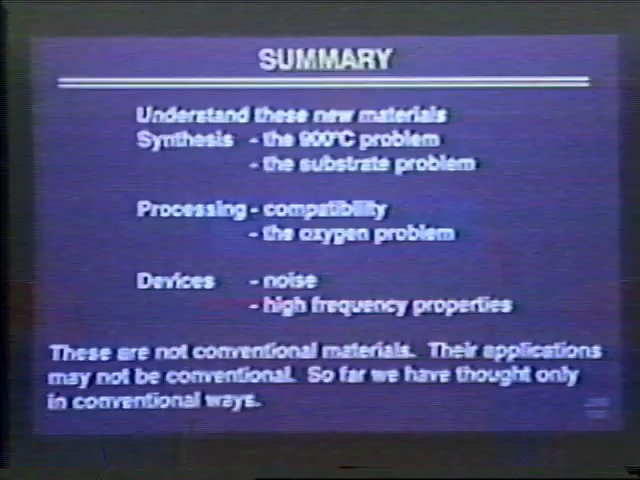 SUMMARY
Understand these new materials
Synthesis - the 900°C problem
- the substrate problem
Processing - compatibility
- the oxygen problem
Devices - noise
- high frequency properties
These are not conventional materials. Their applications
may not be conventional. So far we have thought only
in conventional ways.